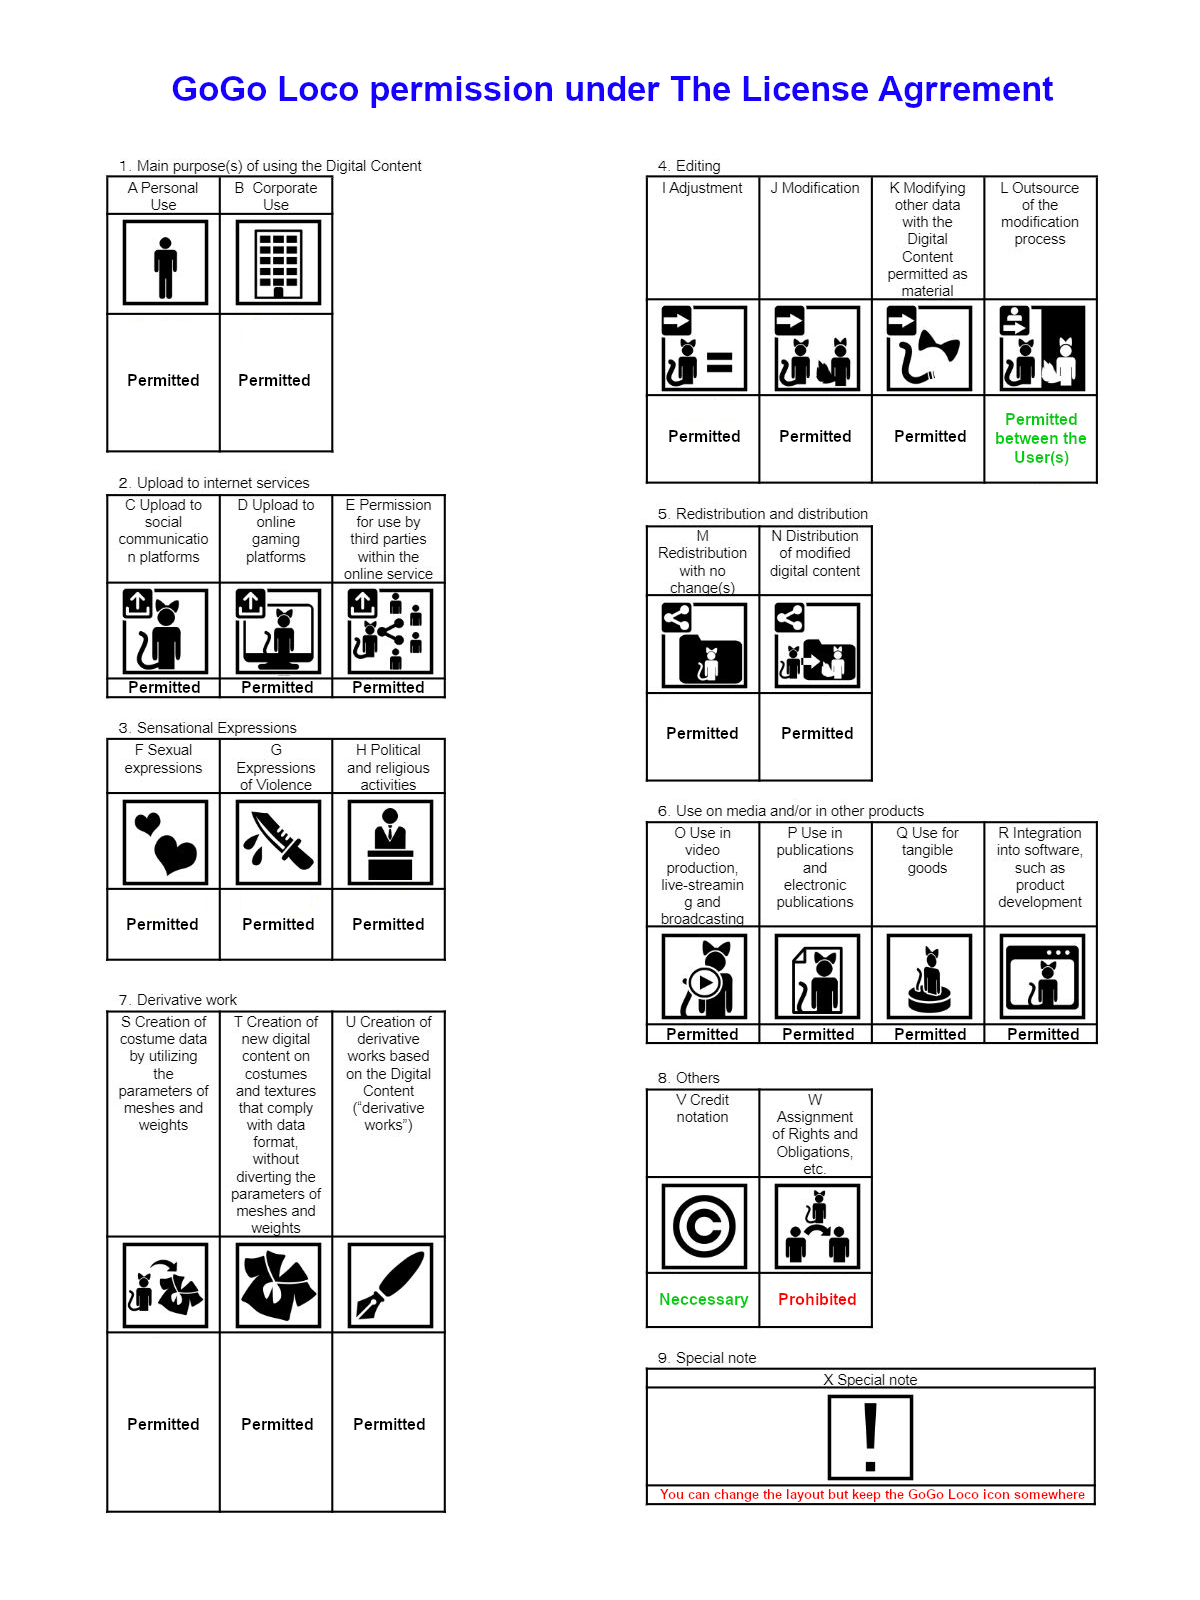 GoGo Loco permission under The License Agrrement
1. Main purpose(s) of using the Digital Content
A Personal
Use
B Corporate
Use
Permitted
Permitted
2. Upload to internet services
C Upload to
social
communicatio
n platforms
D Upload to
online
gaming
platforms
E Permission
for use by
third parties
within the
online service
Permitted
Permitted
Permitted
3. Sensational Expressions
F Sexual
expressions
G
Expressions
of Violence
H Political
and religious
activities
Permitted
Permitted
Permitted
7. Derivative work
S Creation of
costume data
by utilizing
the
parameters of
meshes and
weights
T Creation of
new digital
content on
costumes
and textures
that comply
with data
format,
without
diverting the
parameters of
meshes and
weights
U Creation of
derivative
works based
on the Digital
Content
(“derivative
works”)
Permitted
Permitted
Permitted
4. Editing
I Adjustment
J Modification
K Modifying
other data
with the
Digital
Content
permitted as
material
L Outsource
of the
modification
process
Permitted
Permitted
Permitted
Permitted
between the
User(s)
5. Redistribution and distribution
M
Redistribution
with no
change(s)
N Distribution
of modified
digital content
Permitted
Permitted
6. Use on media and/or in other products
O Use in
video
production,
live-streamin
g and
broadcasting
P Use in
publications
and
electronic
publications
Q Use for
tangible
goods
R Integration
into software,
such as
product
development
Permitted
Permitted
Permitted
Permitted
8. Others
V Credit
notation
W
Assignment
of Rights and
Obligations,
etc.
Neccessary
Prohibited
9. Special note
X Special note
You can change the layout but keep the GoGo Loco icon somewhere